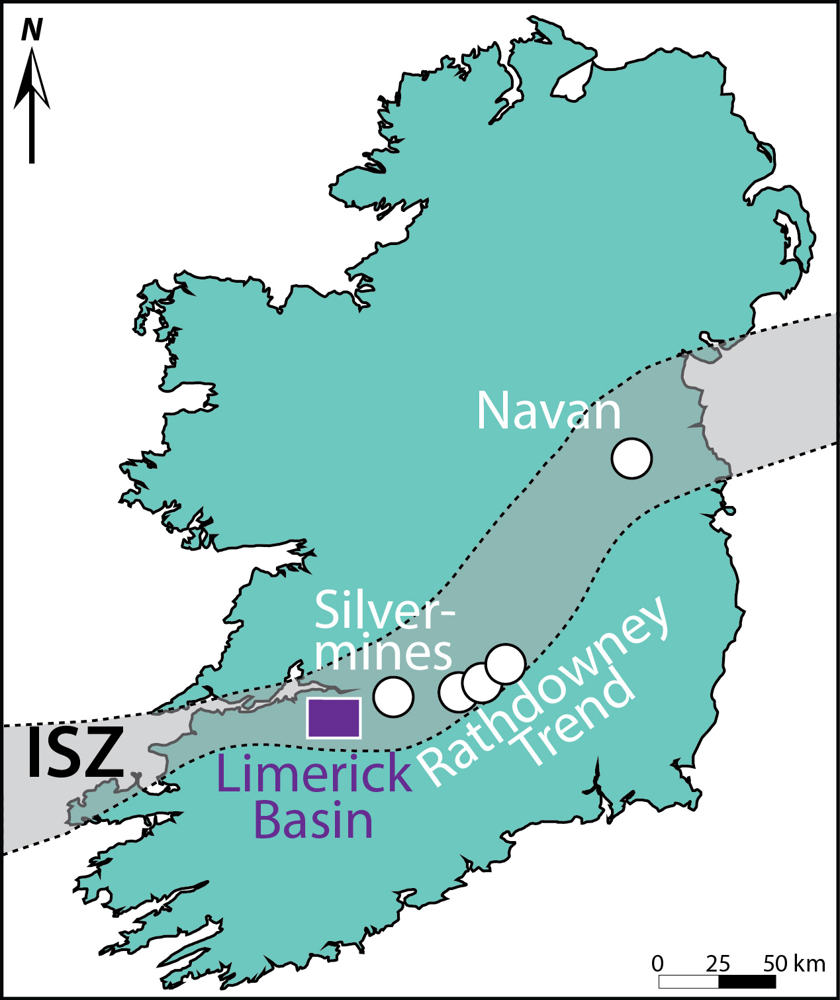 N
Navan
Silver-
mines
Rathdowney
Trend
ISZ
Limerick
Basin
0 25 50 km